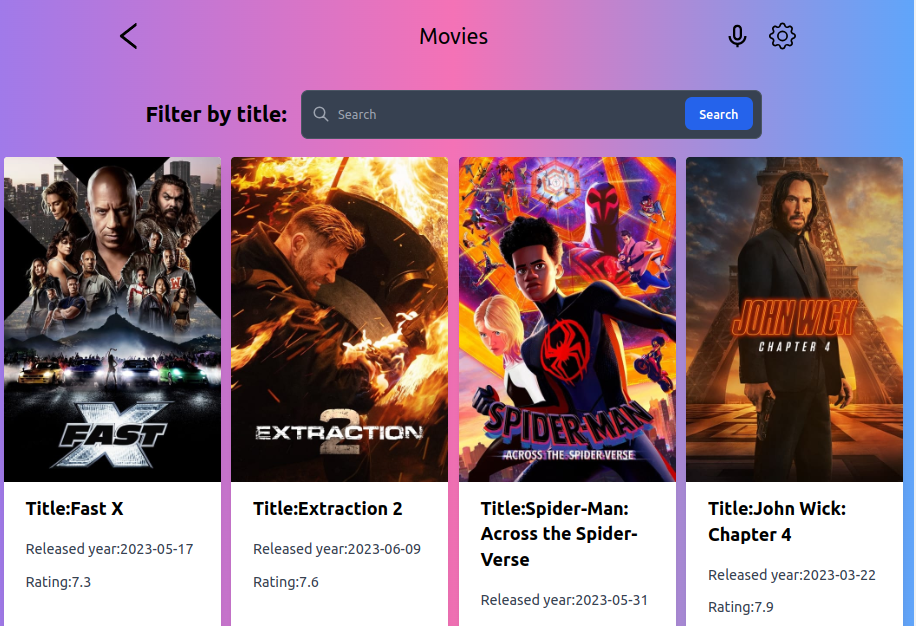 Movies
Filter by title:
Search
Search
FAST X
EXTRACTION 2
SPIDER-MAN
ACROSS THE SPIDER-VERSE
JOHN WICK
CHAPTER 4
Title:Fast X
Released year:2023-05-17
Rating:7.3
Title:Extraction 2
Released year:2023-06-09
Rating:7.6
Title:Spider-Man:
Across the Spider-
Verse
Released year:2023-05-31
Title:John Wick:
Chapter 4
Released year:2023-03-22
Rating:7.9